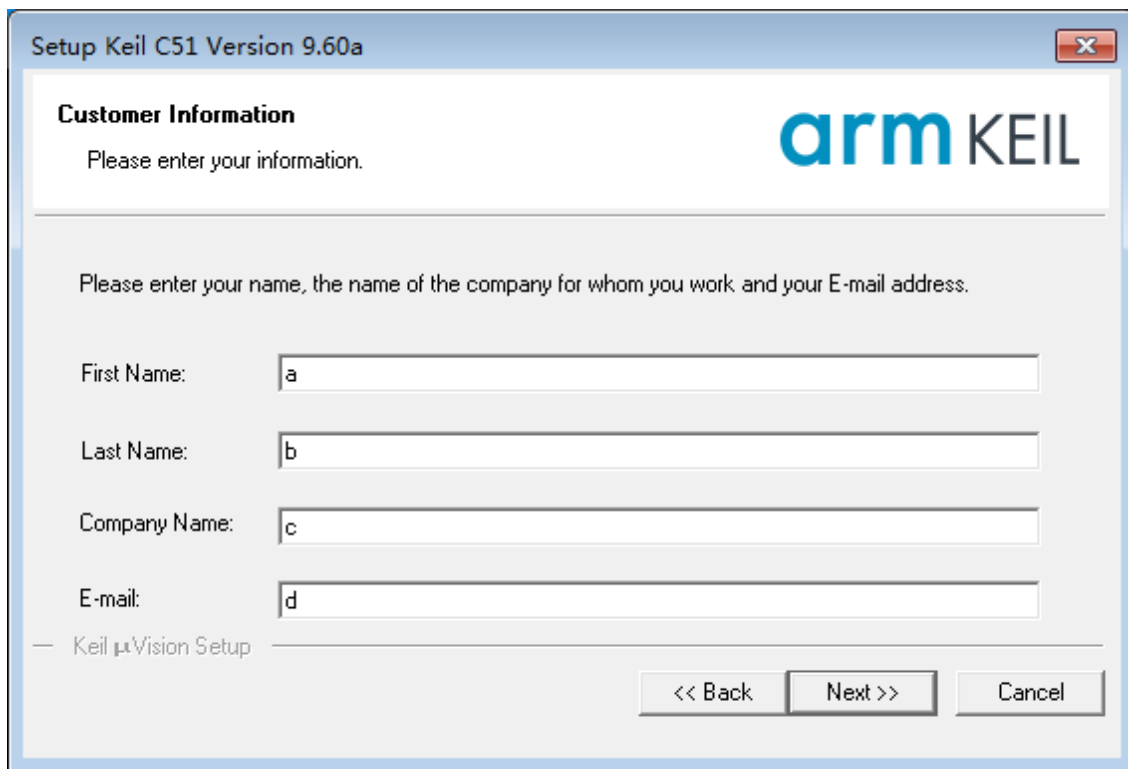 Setup Keil C51 Version 9.60a
Customer Information
Please enter your information.
arm KEIL
Please enter your name, the name of the company for whom you work and your E-mail address.
First Name: a
Last Name: b
Company Name: c
E-mail: d
Keil µVision Setup
<< Back Next >> Cancel